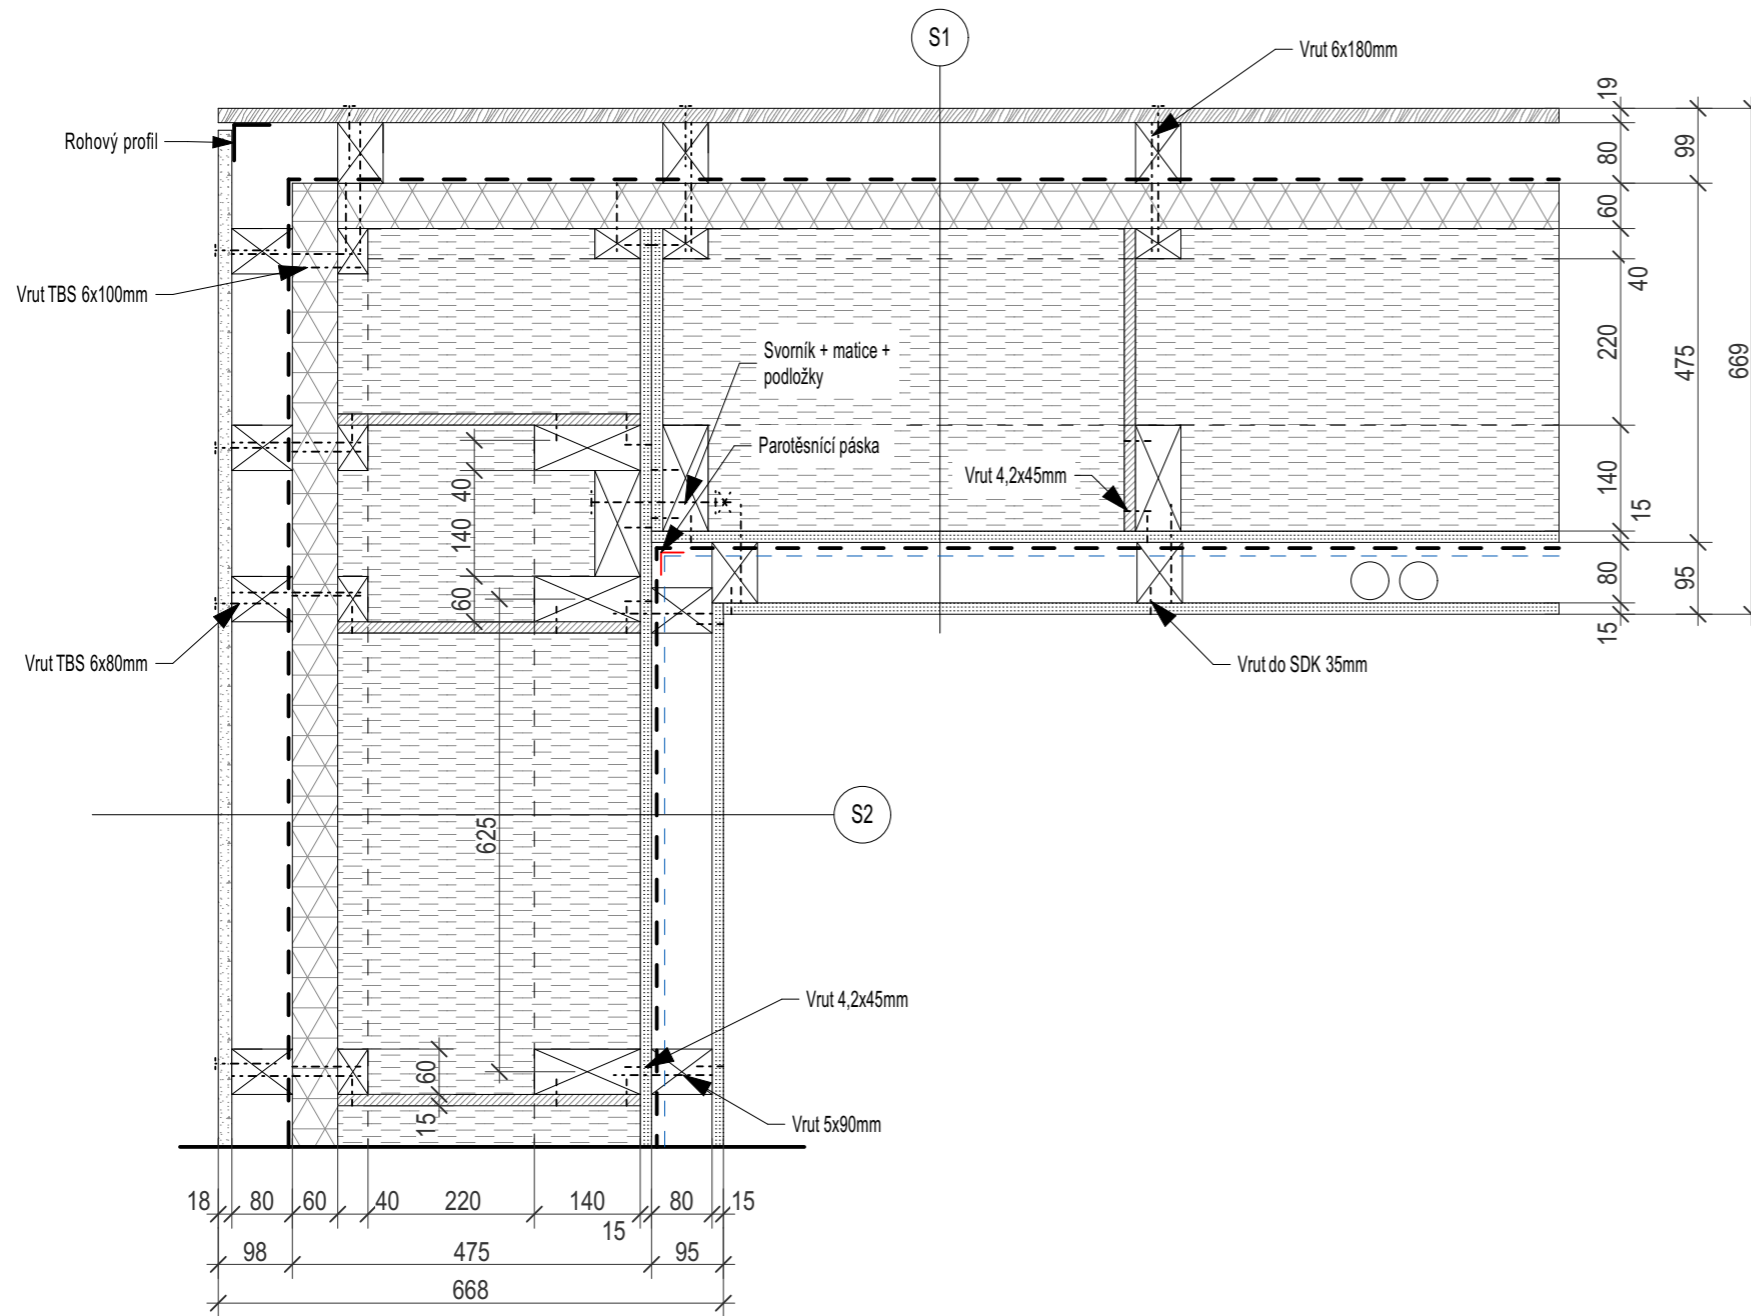 S1
Vrut 6x180mm
Rohový profil
Vrut TBS 6x100mm
Svorník + matice +
podložky
Parotěsnící páska
Vrut 4,2x45mm
Vrut TBS 6x80mm
Vrut do SDK 35mm
S2
Vrut 4,2x45mm
Vrut 5x90mm
19
80
60
40
220
140
15
80
15
99
475
95
669
40
140
60
625
60
15
18 80 60 40 220 140 15 80 15
98 475 95
668